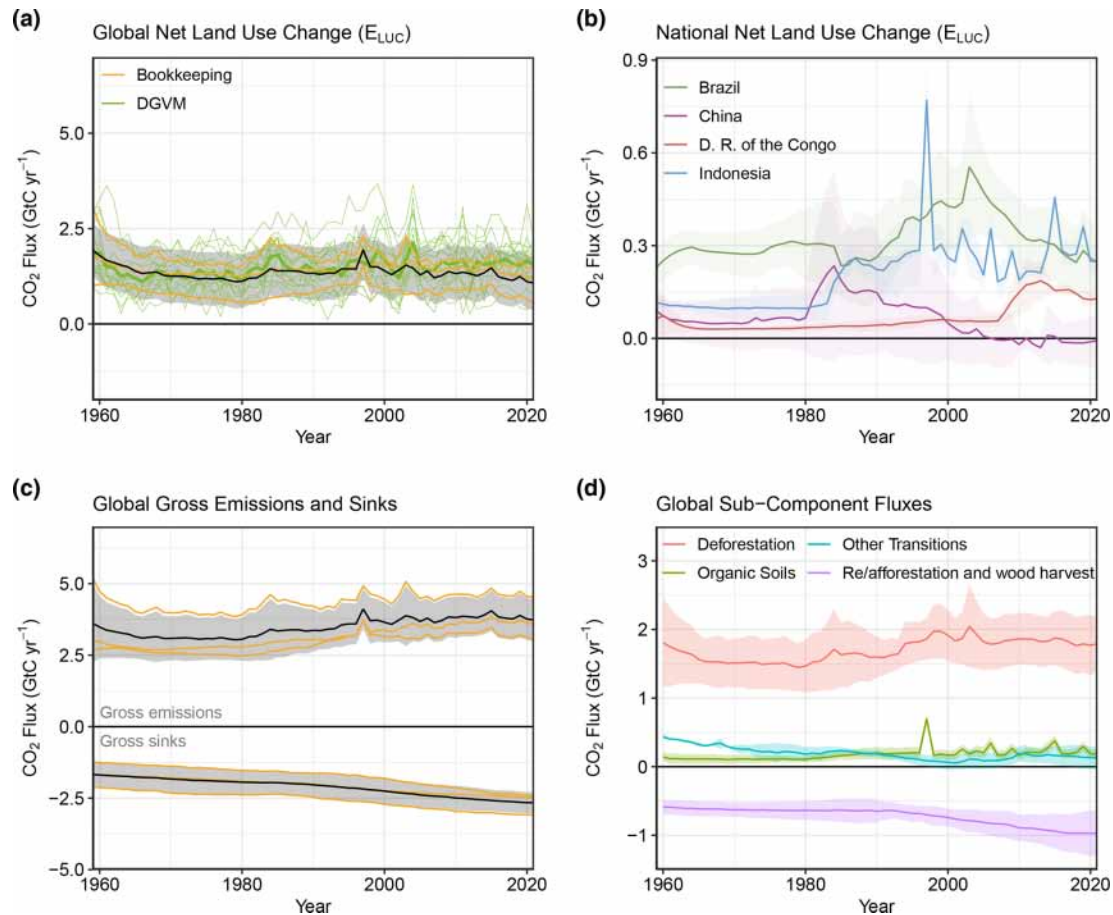 (a)
Global Net Land Use Change (E_LUC)
Bookkeeping
DGVM
CO₂ Flux (GtC yr⁻¹)
5.0
2.5
0.0
1960
1980
2000
2020
Year
(b)
National Net Land Use Change (E_LUC)
Brazil
China
D. R. of the Congo
Indonesia
CO₂ Flux (GtC yr⁻¹)
0.9
0.6
0.3
0.0
1960
1980
2000
2020
Year
(c)
Global Gross Emissions and Sinks
CO₂ Flux (GtC yr⁻¹)
5.0
2.5
0.0
−2.5
−5.0
Gross emissions
Gross sinks
1960
1980
2000
2020
Year
(d)
Global Sub−Component Fluxes
Deforestation
Other Transitions
Organic Soils
Re/afforestation and wood harvest
CO₂ Flux (GtC yr⁻¹)
3
2
1
0
−1
1960
1980
2000
2020
Year